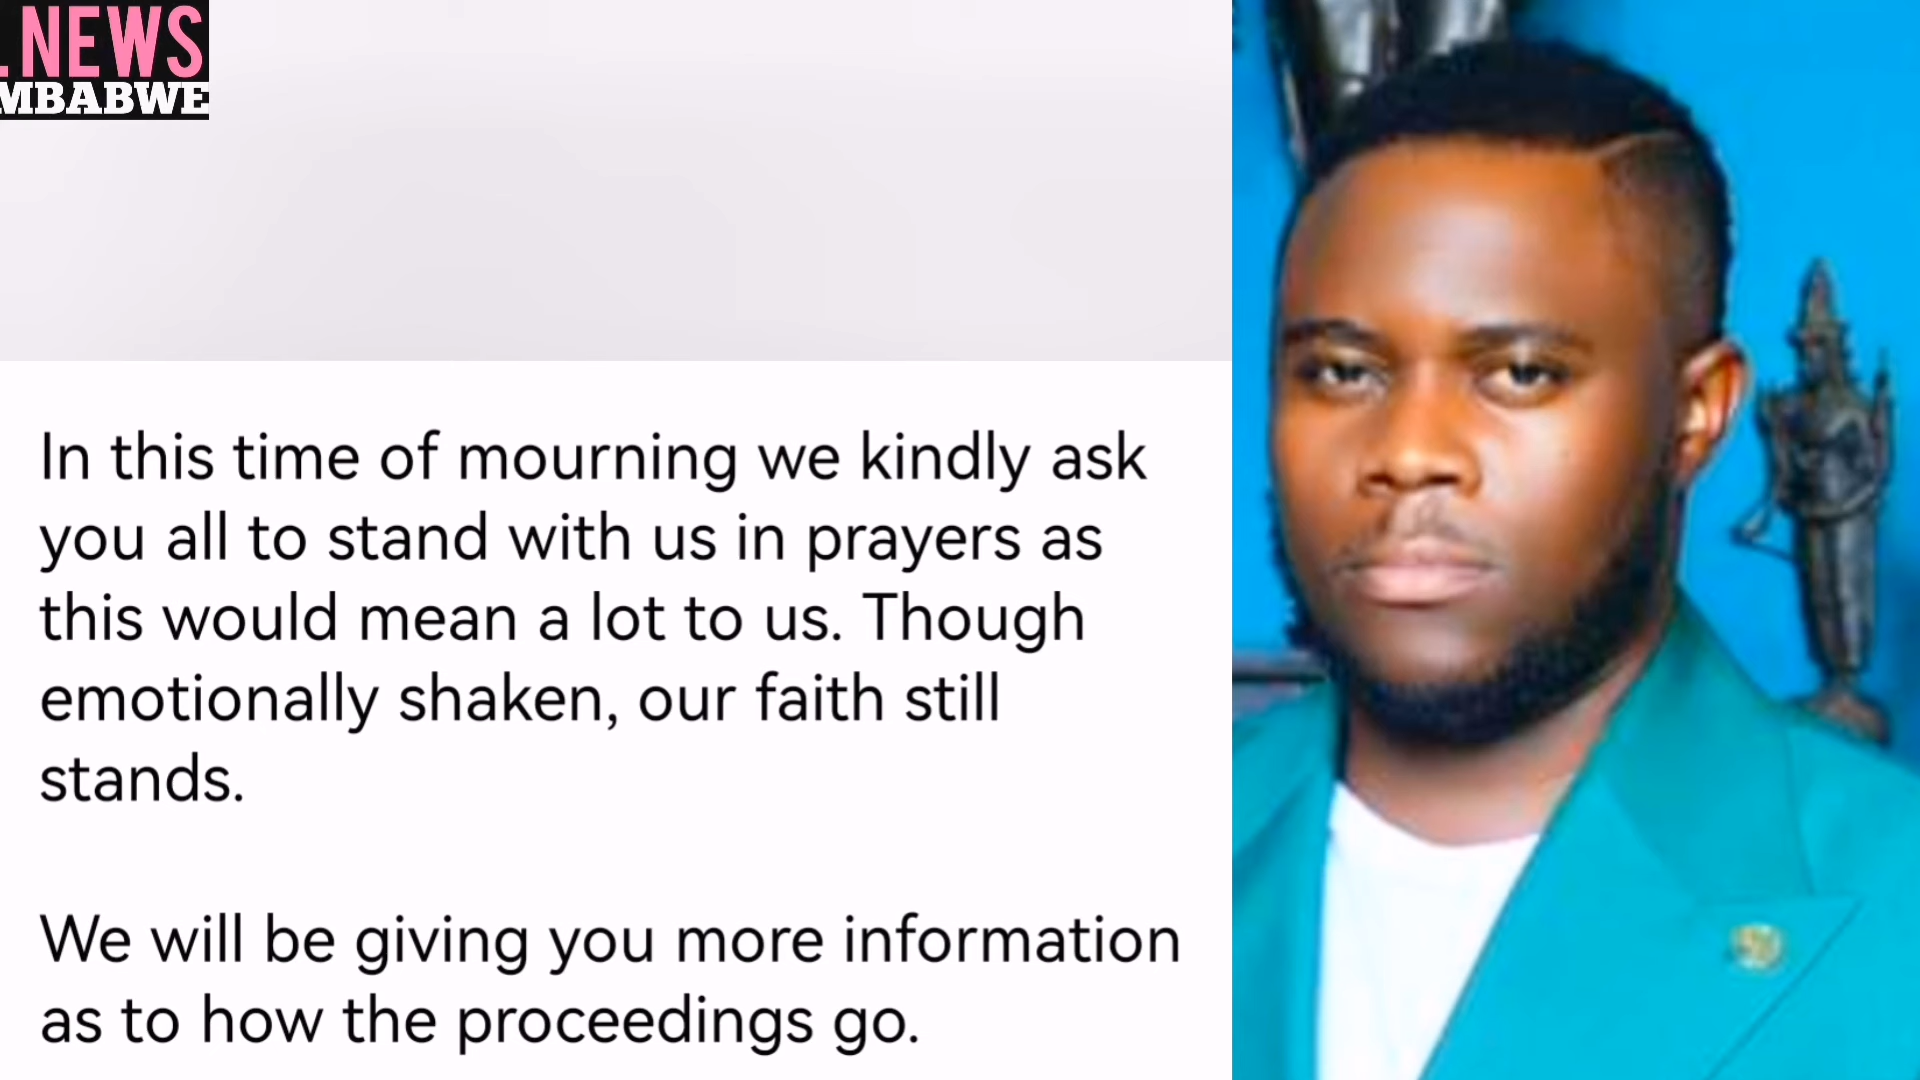 .NEWS
MBABWE
In this time of mourning we kindly ask
you all to stand with us in prayers as
this would mean a lot to us. Though
emotionally shaken, our faith still
stands.
We will be giving you more information
as to how the proceedings go.